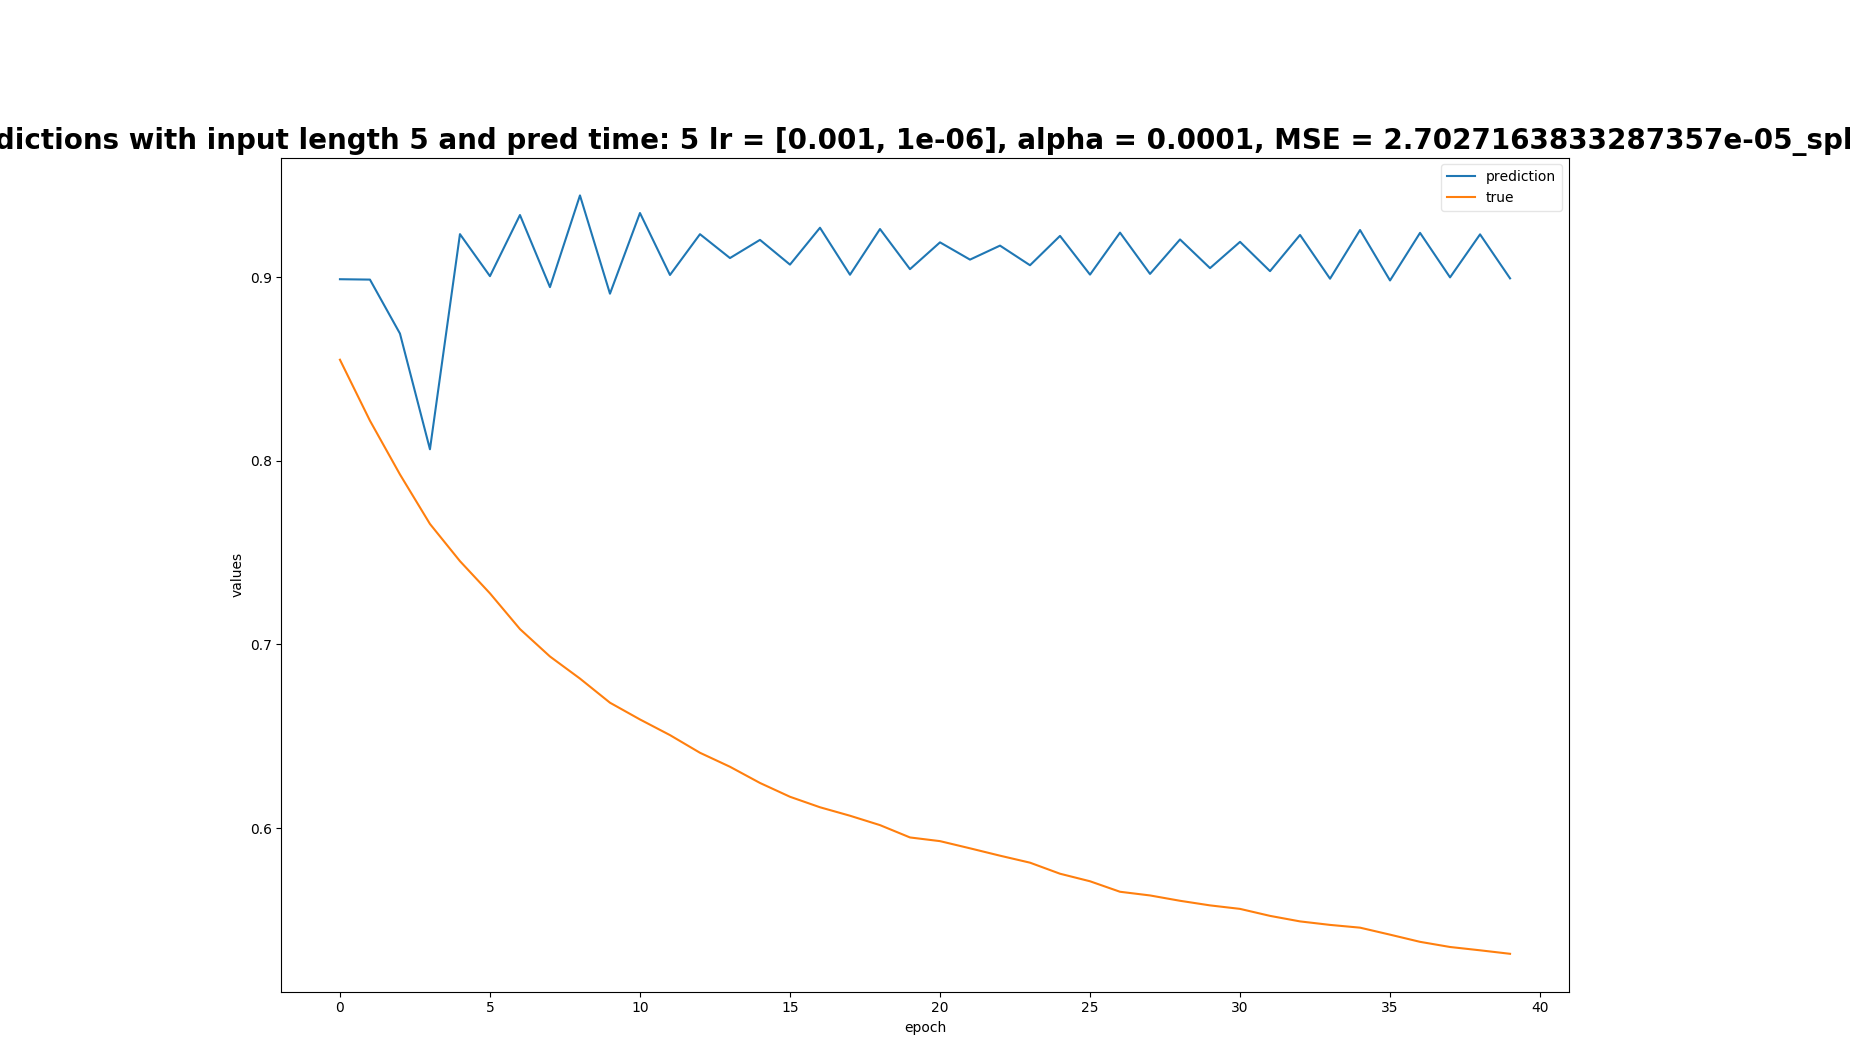 dictions with input length 5 and pred time: 5 lr = [0.001, 1e-06], alpha = 0.0001, MSE = 2.7027163833287357e-05_spl
prediction
true
0.9
0.8
0.7
0.6
values
0 5 10 15 20 25 30 35 40
epoch